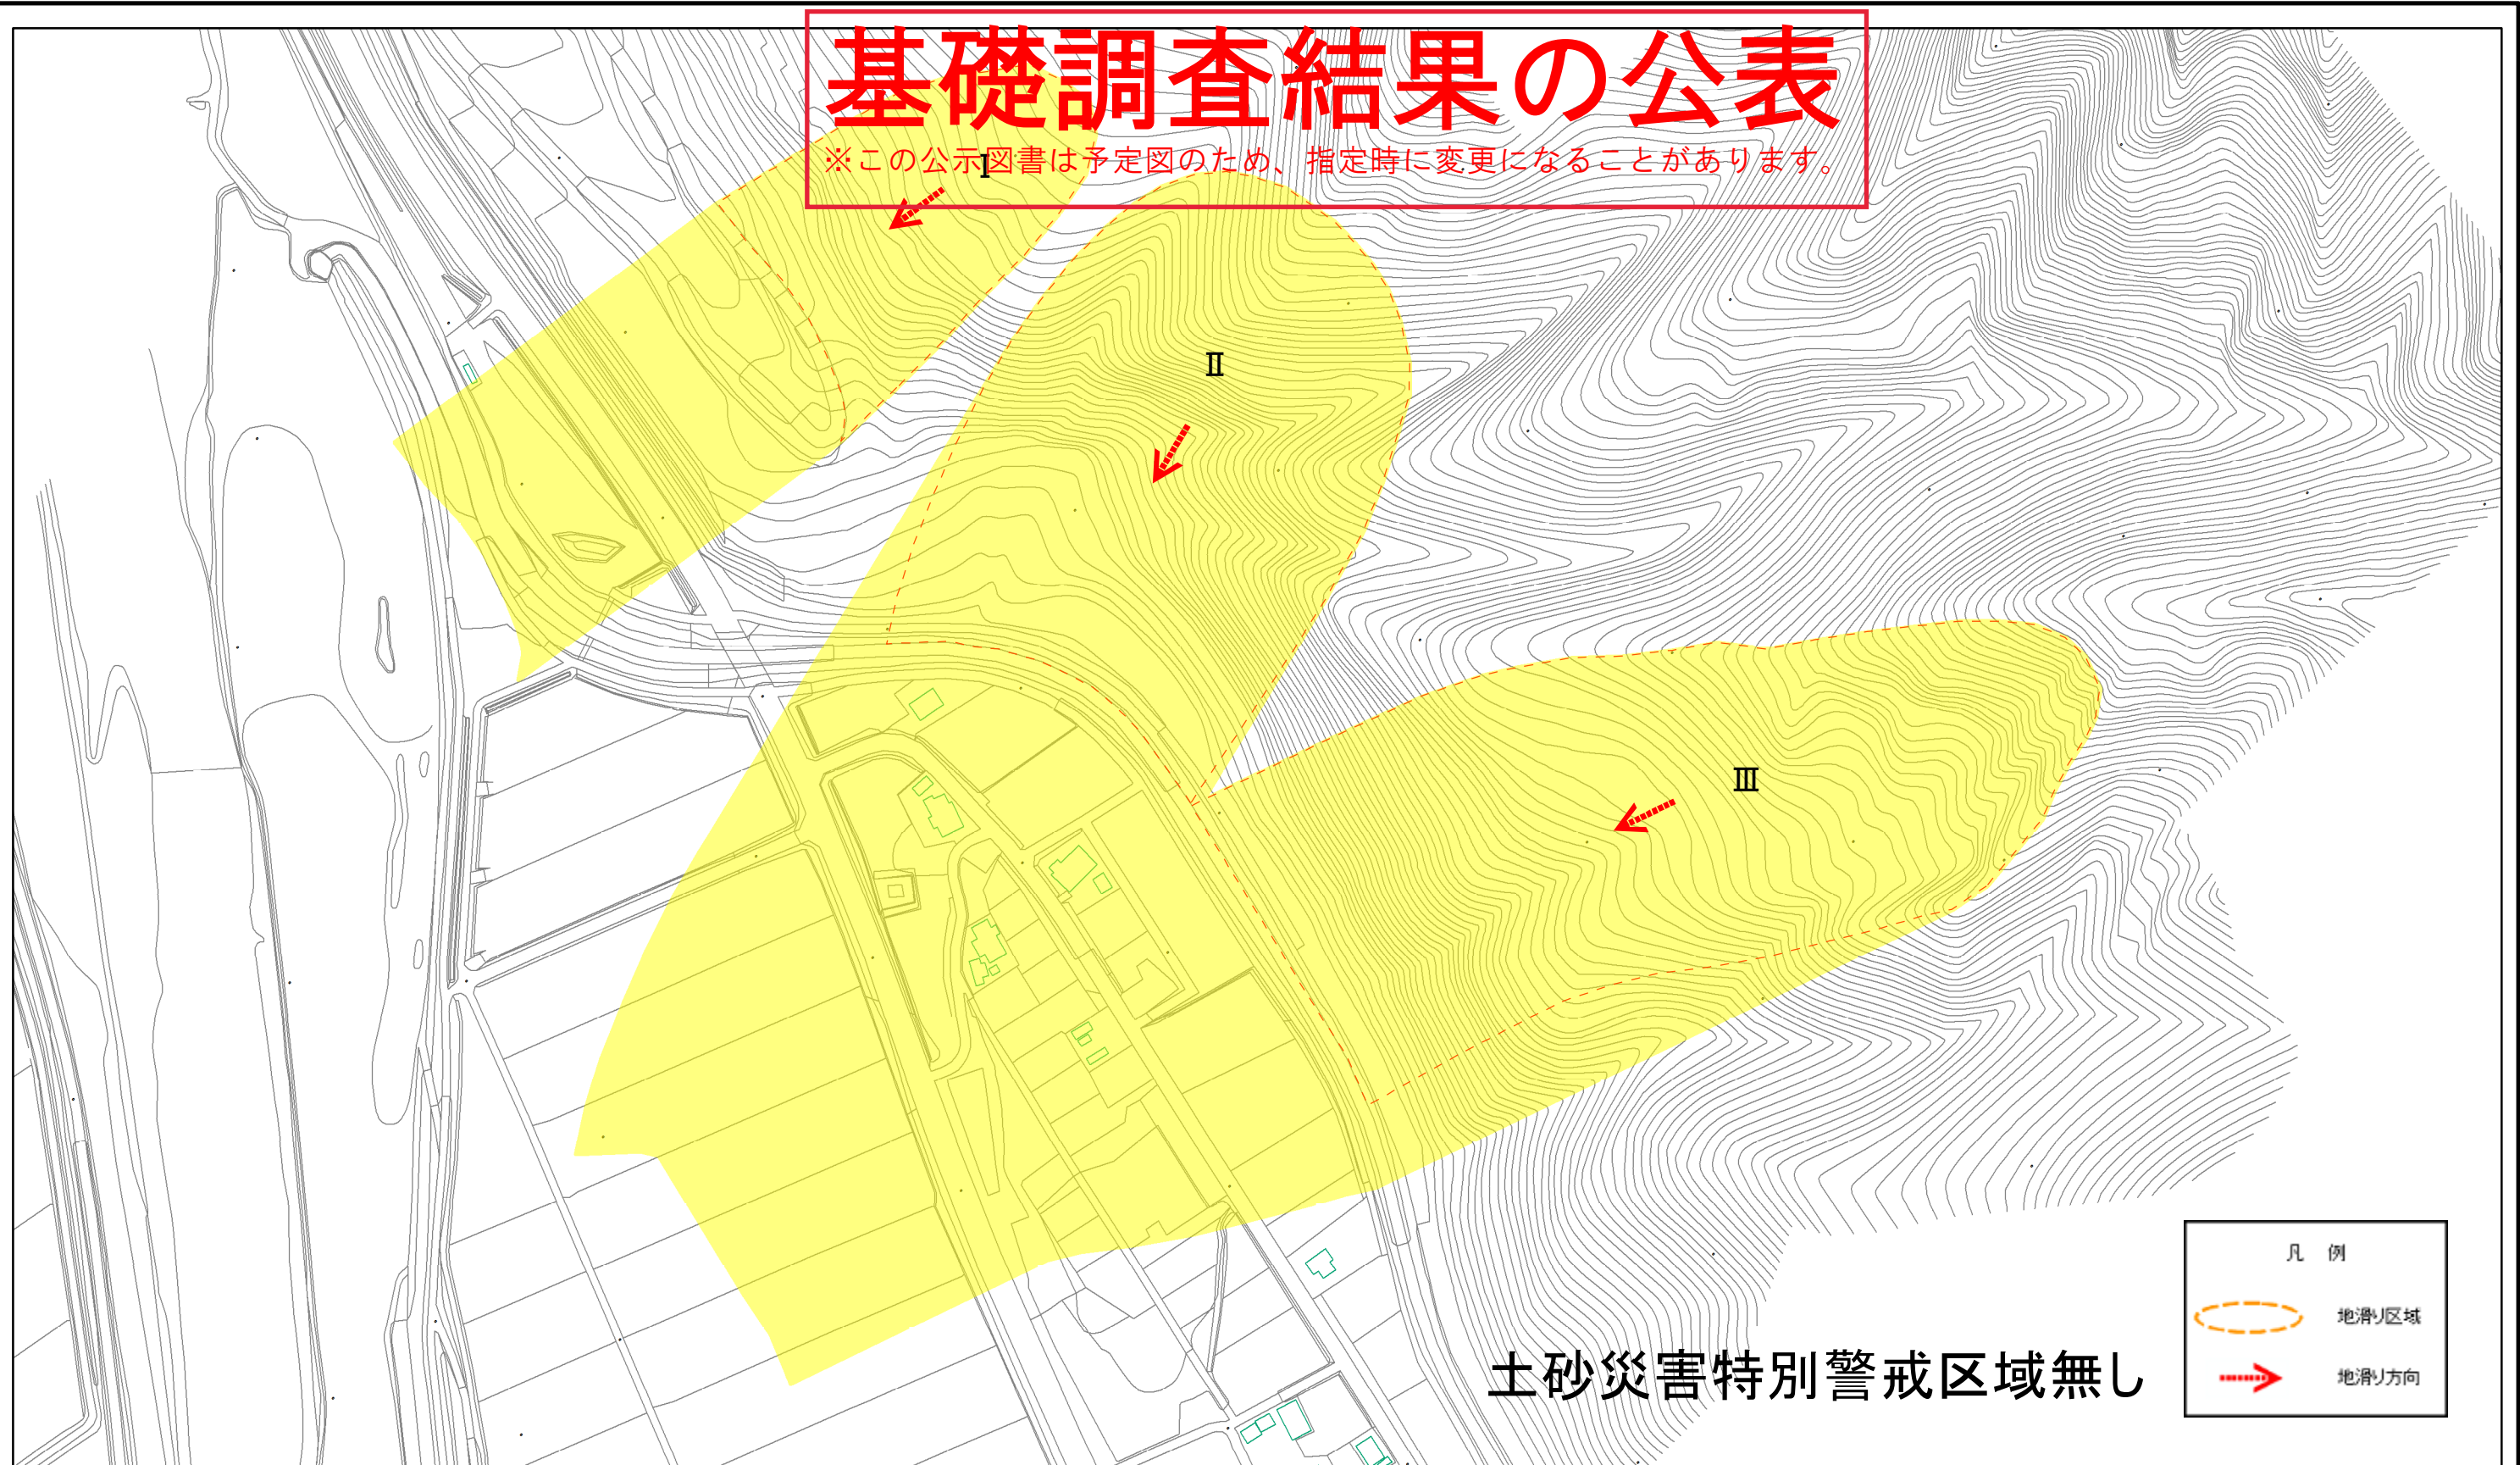 基礎調査結果の公表
※この公示図書は予定図のため、指定時に変更になることがあります。
Ⅰ
Ⅱ
Ⅲ
凡 例
地滑り区域
地滑り方向
土砂災害特別警戒区域無し